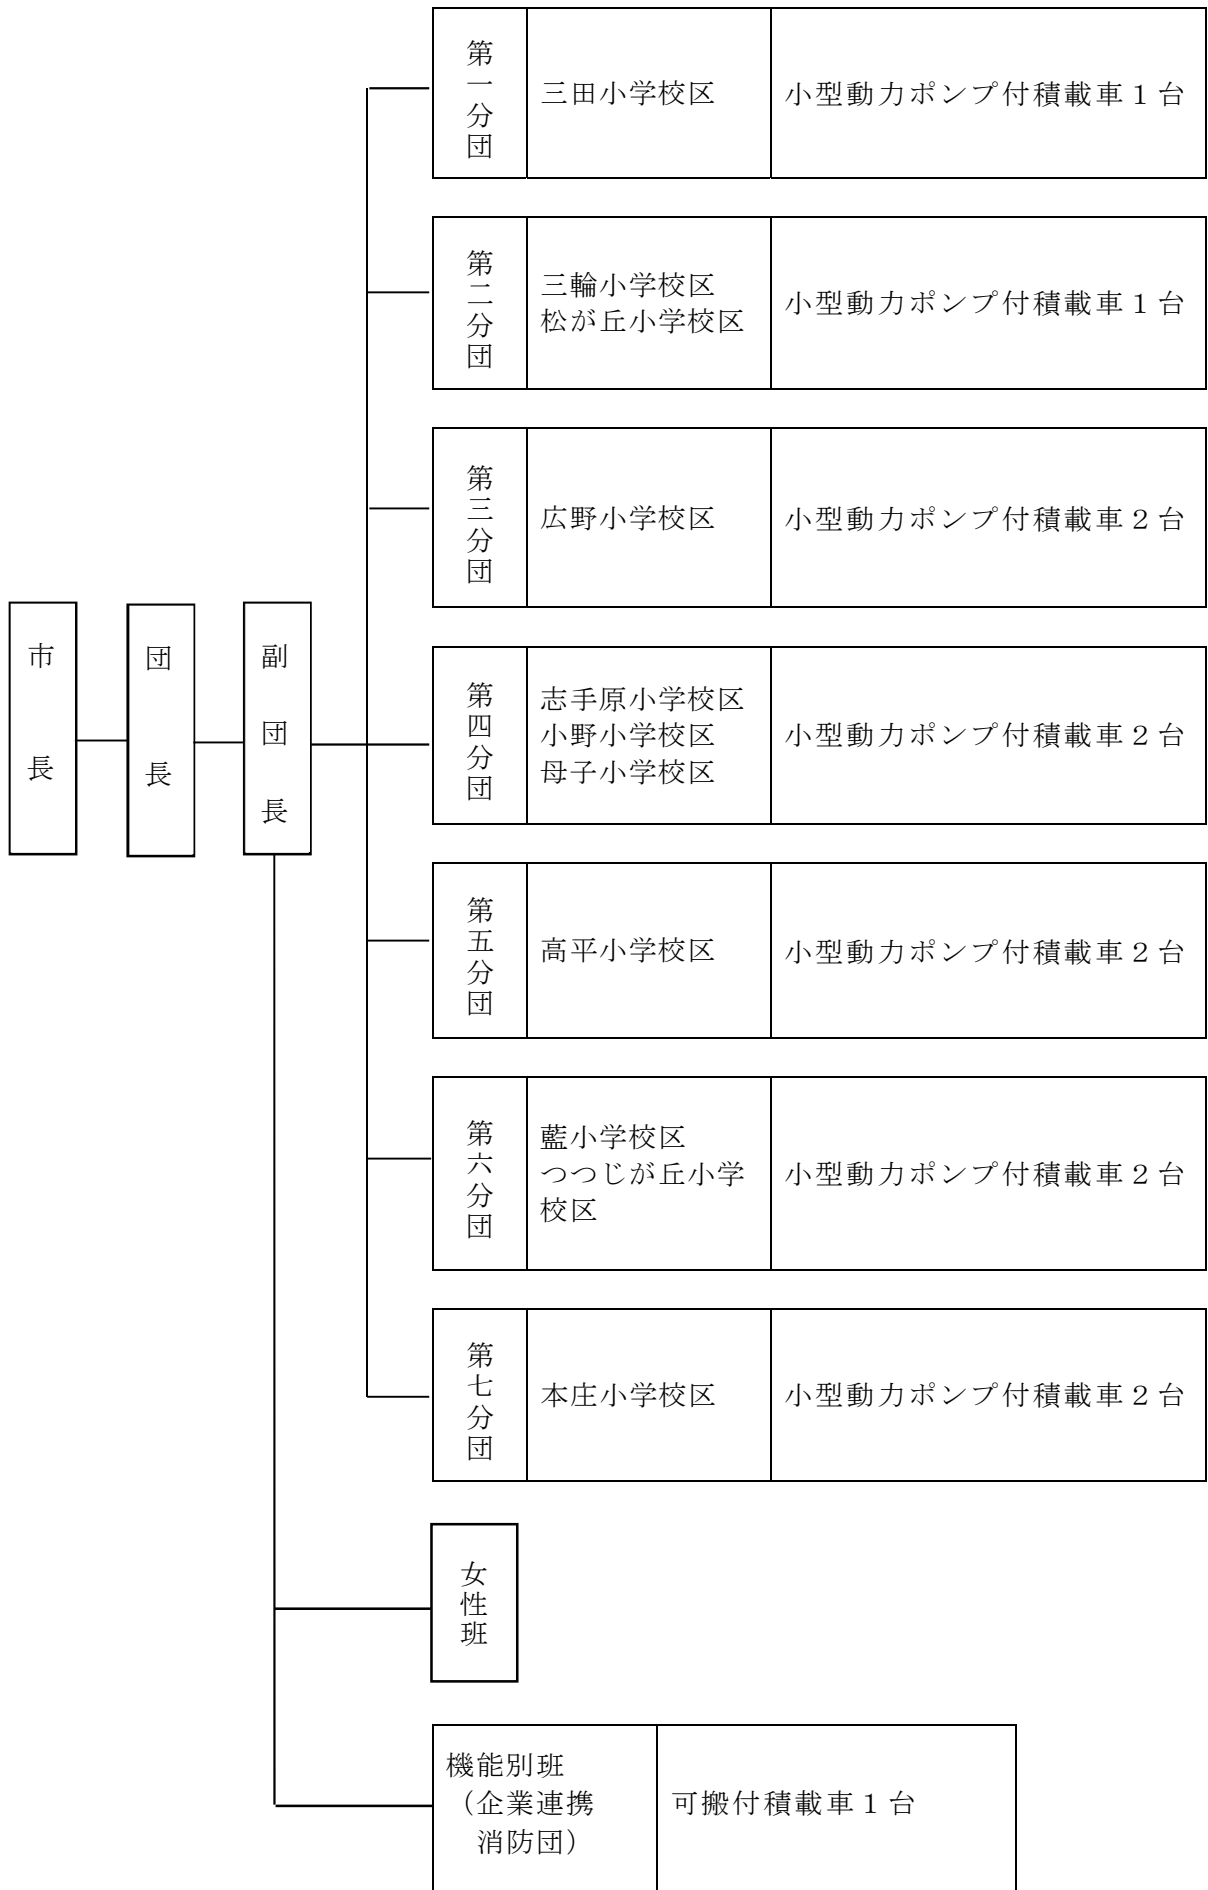 第一分団
三田小学校区
小型動力ポンプ付積載車１台
第二分団
三輪小学校区
松が丘小学校区
小型動力ポンプ付積載車１台
第三分団
広野小学校区
小型動力ポンプ付積載車２台
市長
団長
副団長
第四分団
志手原小学校区
小野小学校区
母子小学校区
小型動力ポンプ付積載車２台
第五分団
高平小学校区
小型動力ポンプ付積載車２台
第六分団
藍小学校区
つつじが丘小学
校区
小型動力ポンプ付積載車２台
第七分団
本庄小学校区
小型動力ポンプ付積載車２台
女性班
機能別班
（企業連携
消防団）
可搬付積載車１台